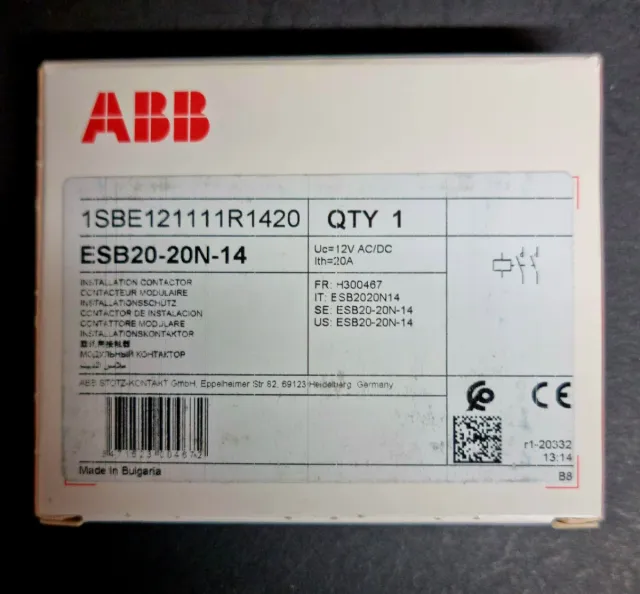 ABB
1SBE121111R1420
QTY 1
ESB20-20N-14
Uc=12V AC/DC
Ith=20A
INSTALLATION CONTACTOR
CONTACTEUR MODULAIRE
INSTALLATIONSSCHÜTZ
CONTACTOR DE INSTALACION
CONTATTORE MODULARE
INSTALLATIONSKONTAKTOR
МОДУЛЬНЫЙ КОНТАКТОР
FR: H300467
IT: ESB2020N14
SE: ESB20-20N-14
US: ESB20-20N-14
ABB STOTZ-KONTAKT GmbH, Eppelheimer Str 82, 69123 Heidelberg Germany
CE
r1-20332
13:14
Made in Bulgaria
B8